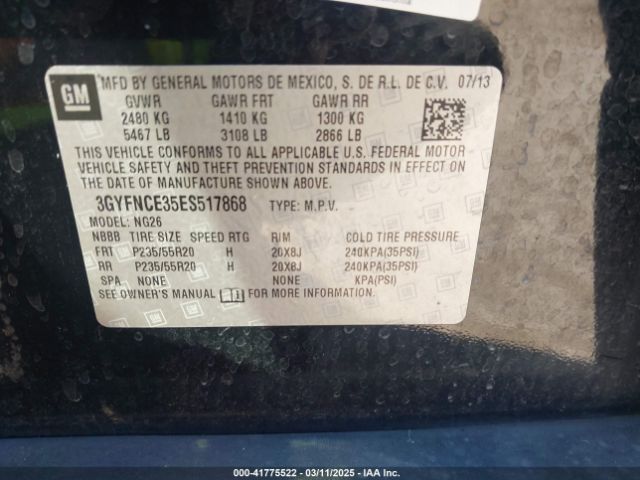 GM
MFD BY GENERAL MOTORS DE MEXICO, S. DE R.L. DE C.V. 07/13
GVWR GAWR FRT GAWR RR
2480 KG 1410 KG 1300 KG
5467 LB 3108 LB 2866 LB
THIS VEHICLE CONFORMS TO ALL APPLICABLE U.S. FEDERAL MOTOR
VEHICLE SAFETY AND THEFT PREVENTION STANDARDS IN EFFECT ON
THE DATE OF MANUFACTURE SHOWN ABOVE.
3GYFNCE35ES517868 TYPE: M.P.V.
MODEL: NG26
NBBB TIRE SIZE SPEED RTG RIM COLD TIRE PRESSURE
FRT P235/55R20 H 20X8J 240KPA(35PSI)
RR P235/55R20 H 20X8J 240KPA(35PSI)
SPA NONE NONE KPA(PSI)
SEE OWNER'S MANUAL FOR MORE INFORMATION.
© - 41775522 - 03/11/2025 - IAA Inc.